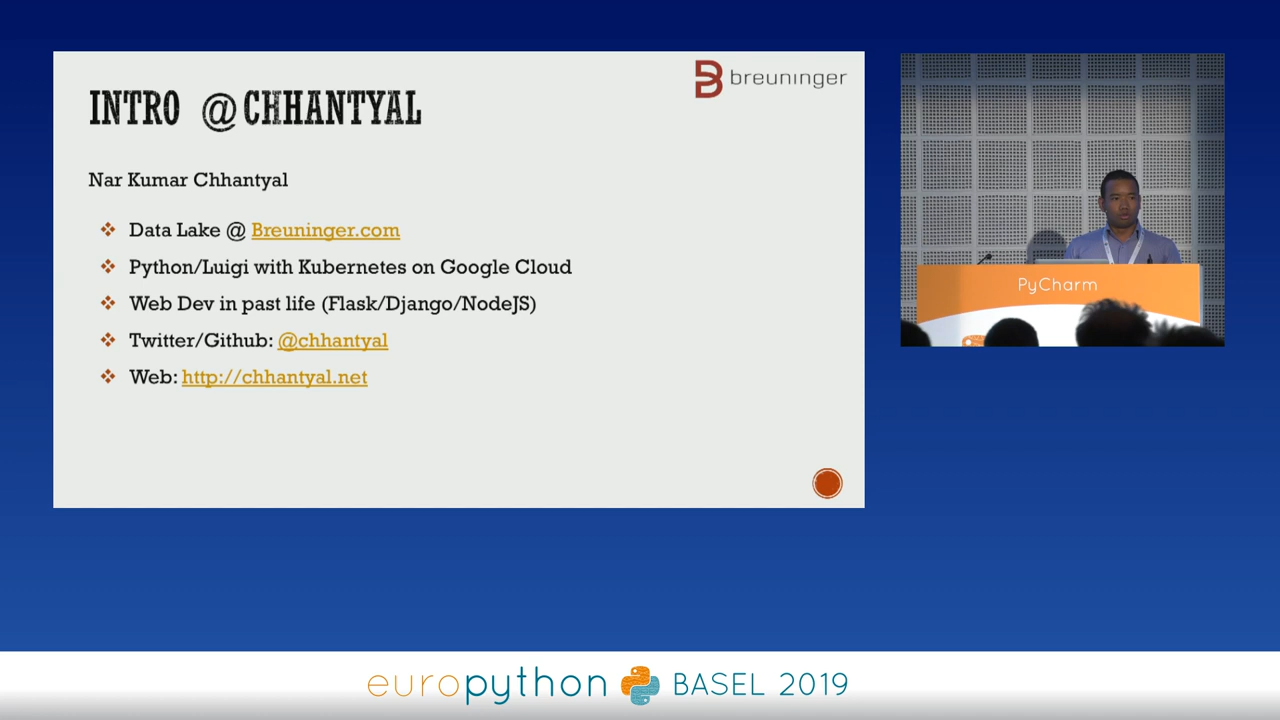 breuninger
INTRO @CHHANTYAL
Nar Kumar Chhantyal
Data Lake @ Breuninger.com
Python/Luigi with Kubernetes on Google Cloud
Web Dev in past life (Flask/Django/NodeJS)
Twitter/Github: @chhantyal
Web: http://chhantyal.net
PyCharm
europython BASEL 2019